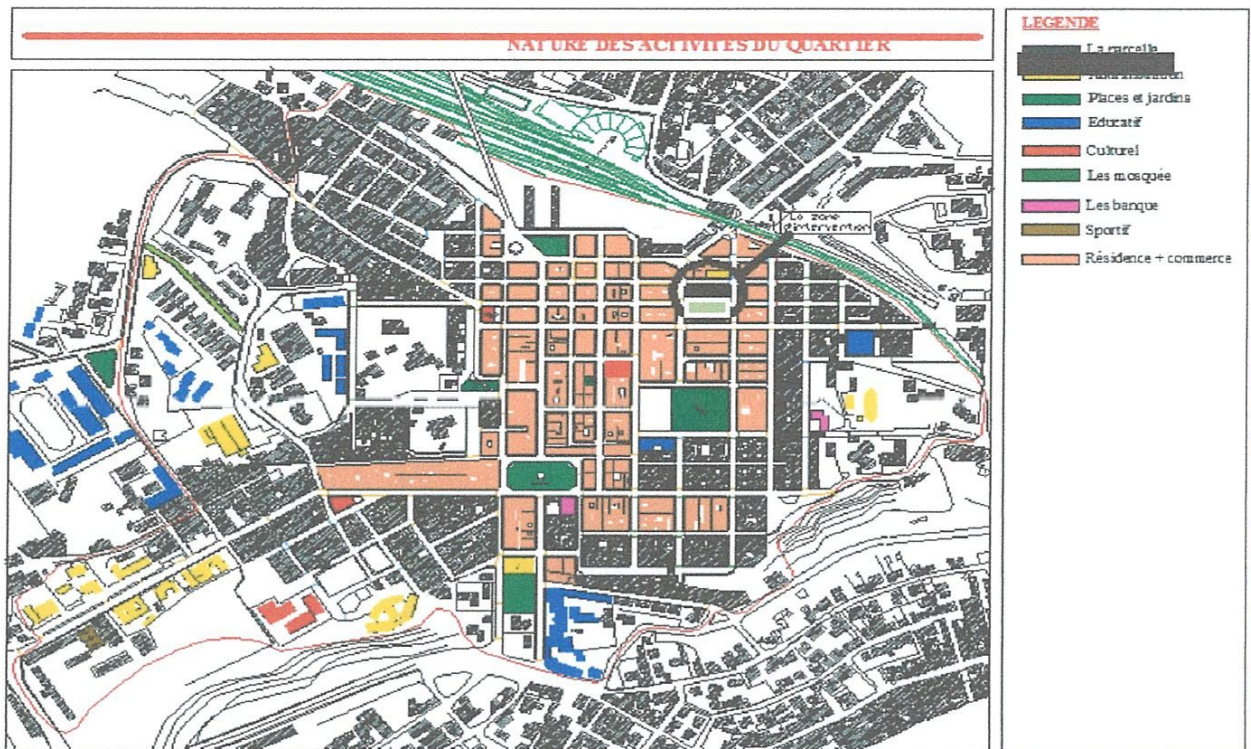 NATURE DES ACTIVITES DU QUARTIER
LEGENDE
La parcelle
Administration
Places et jardins
Educatif
Culturel
Les mosquée
Les banque
Sportif
Résidence + commerce
La zone
d'intervention